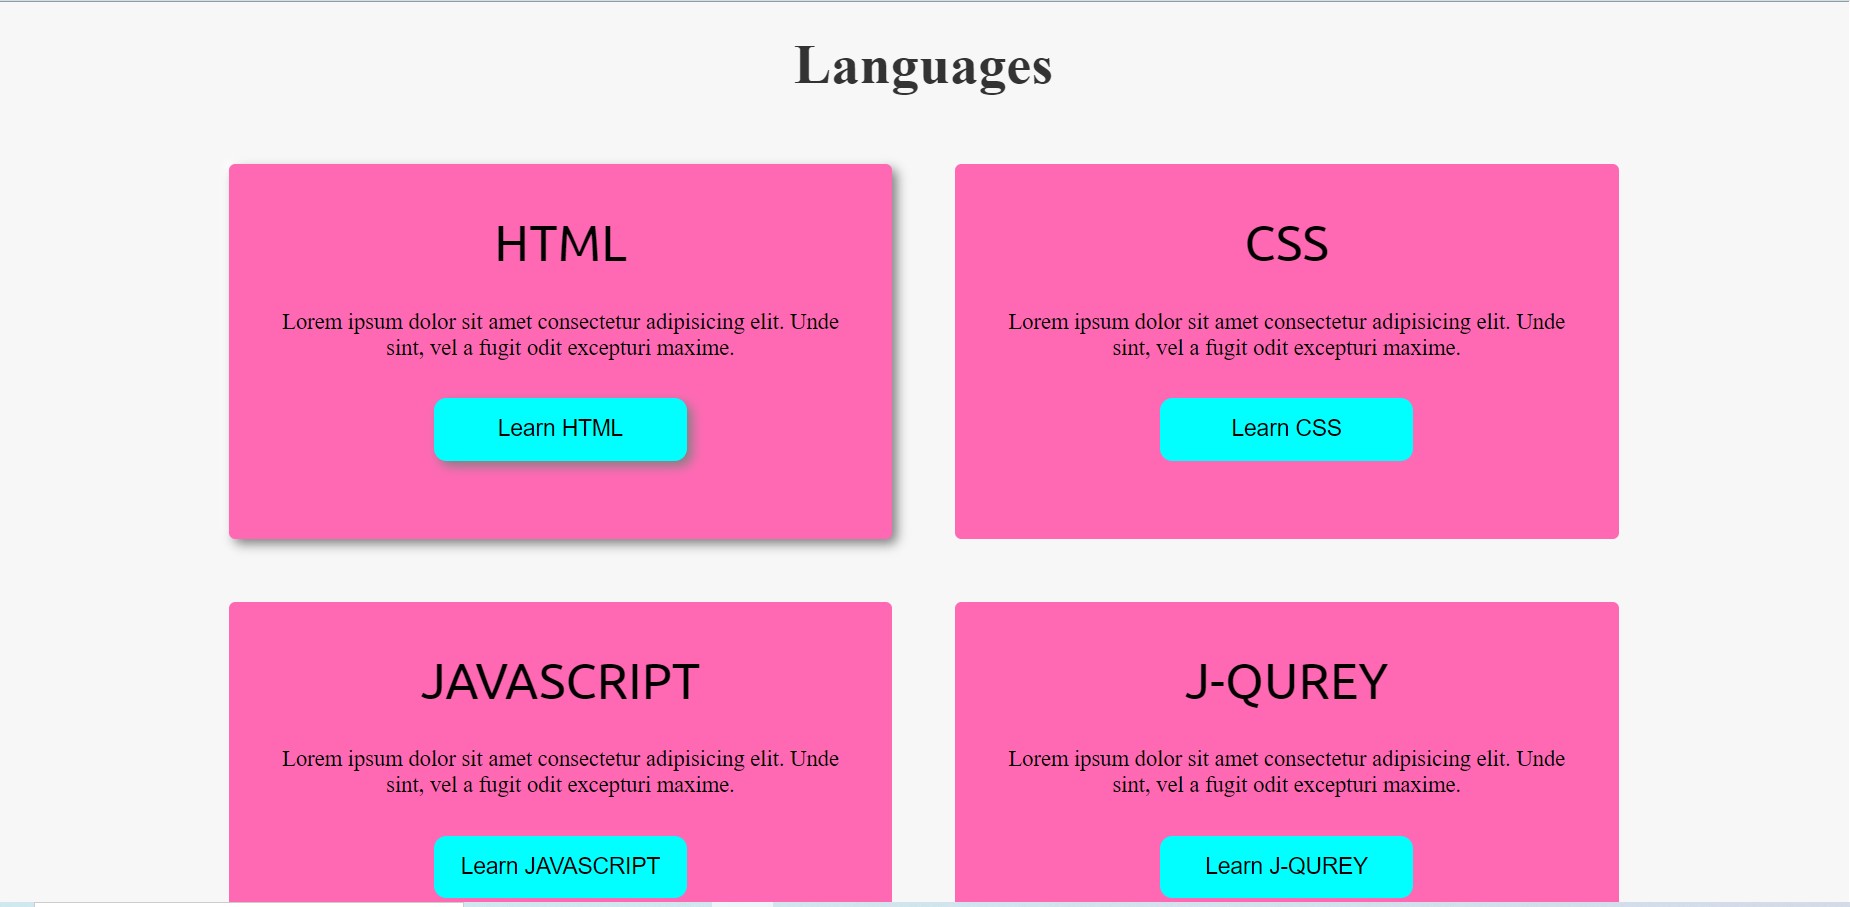 Languages
HTML
Lorem ipsum dolor sit amet consectetur adipisicing elit. Unde
sint, vel a fugit odit excepturi maxime.
Learn HTML
CSS
Lorem ipsum dolor sit amet consectetur adipisicing elit. Unde
sint, vel a fugit odit excepturi maxime.
Learn CSS
JAVASCRIPT
Lorem ipsum dolor sit amet consectetur adipisicing elit. Unde
sint, vel a fugit odit excepturi maxime.
Learn JAVASCRIPT
J-QUREY
Lorem ipsum dolor sit amet consectetur adipisicing elit. Unde
sint, vel a fugit odit excepturi maxime.
Learn J-QUREY